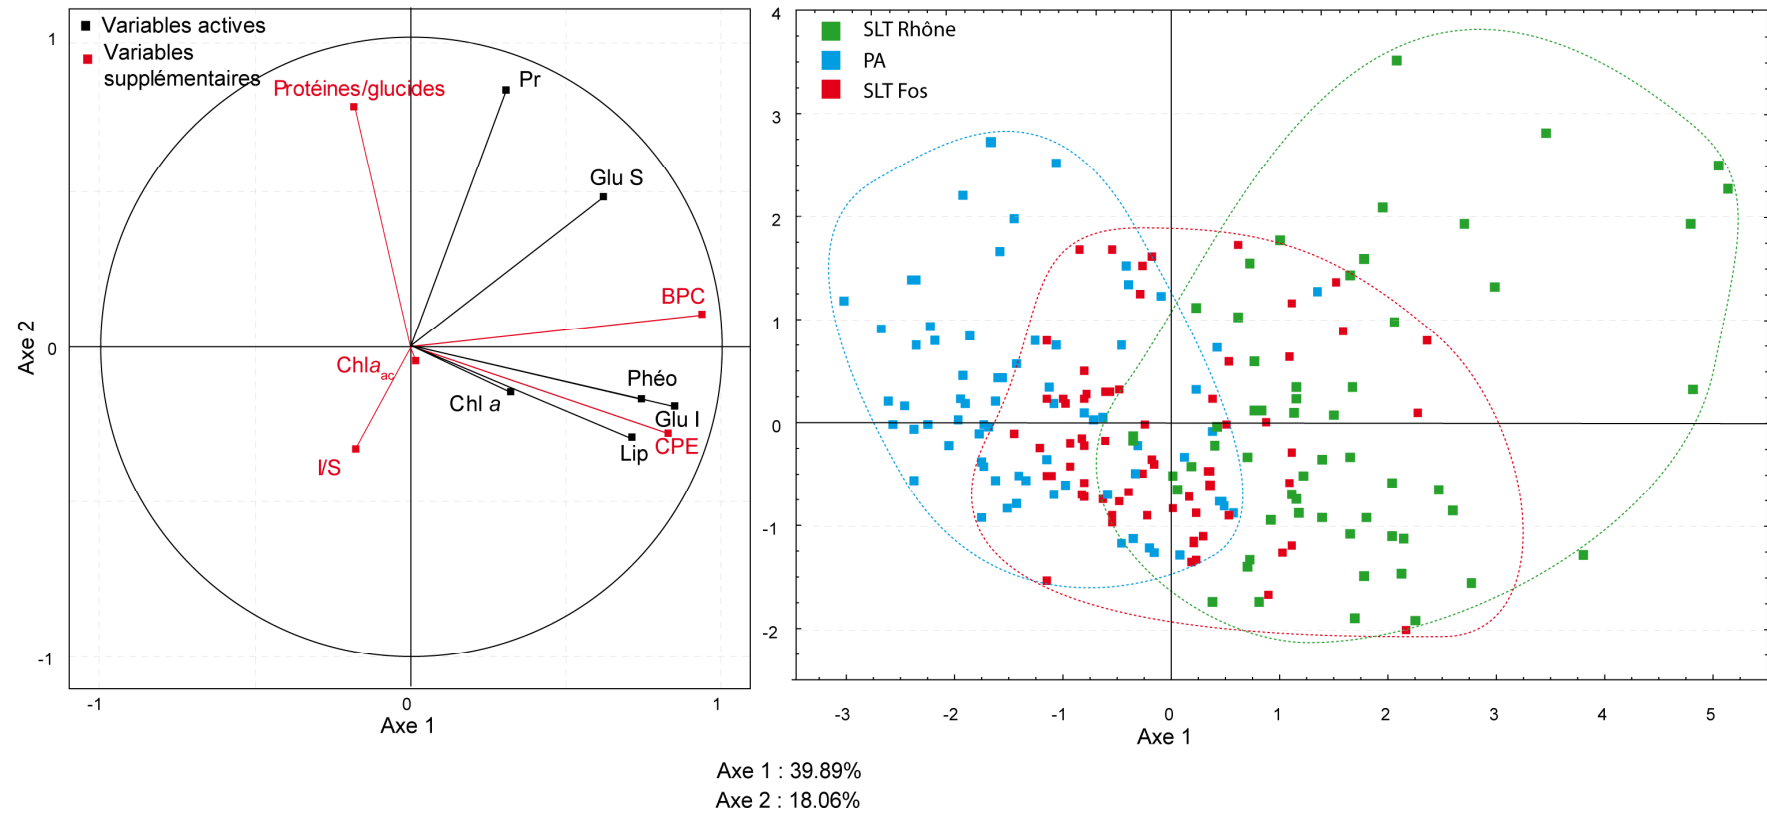 Variables actives
Variables
supplémentaires
1
0
-1
Axe 2
Protéines/glucides
Pr
Glu S
BPC
Chlaac
Chl a
Phéo
Glu I
CPE
Lip
I/S
-1
0
1
Axe 1
SLT Rhône
PA
SLT Fos
4
3
2
1
0
-1
-2
-3
-2
-1
0
1
2
3
4
5
Axe 1
Axe 1 : 39.89%
Axe 2 : 18.06%